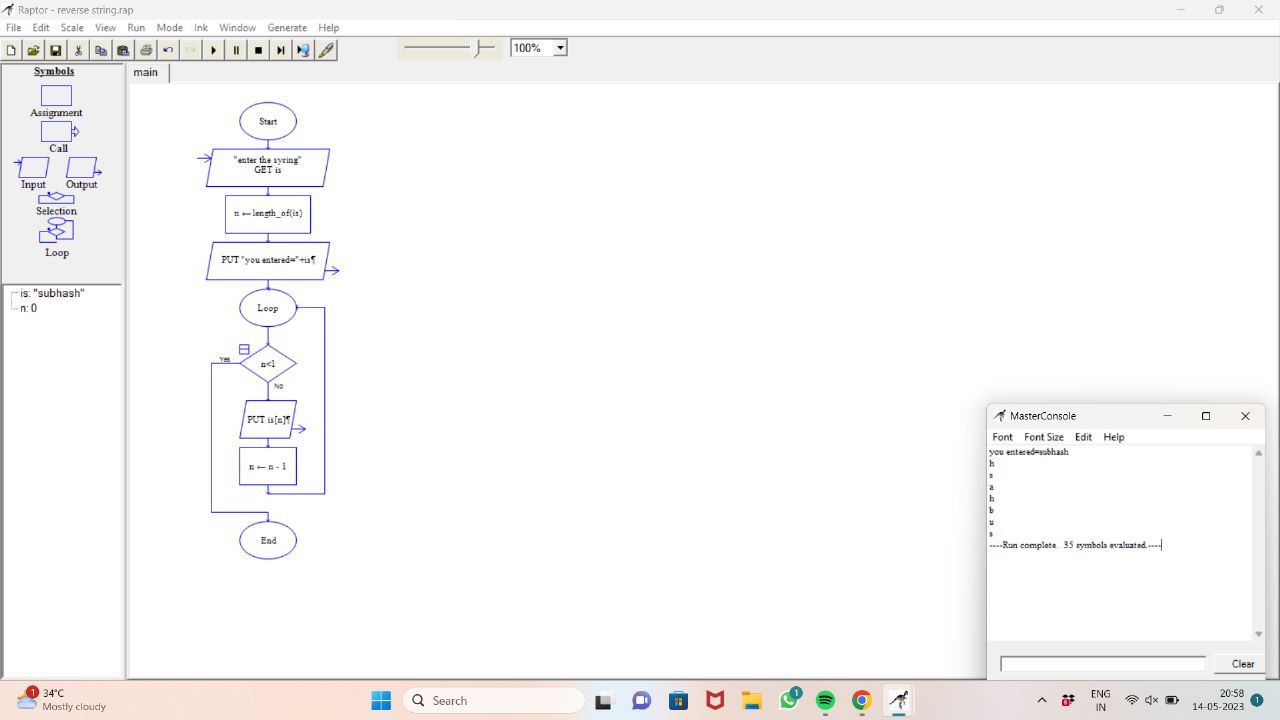 Raptor - reverse string.rap
File Edit Scale View Run Mode Ink Window Generate Help
100%
Symbols
main
Assignment
Call
Input Output
Selection
Loop
is: "subhash"
n: 0
Start
"enter the syring"
GET is
n ← length_of(is)
PUT "you entered="+is¶
Loop
Yes
n<1
No
PUT is[n]¶
n ← n - 1
End
MasterConsole
Font Font Size Edit Help
you entered=subhash
h
s
a
h
b
u
s
----Run complete.  35 symbols evaluated.----
Clear
1
34°C
Mostly cloudy
Search
1
ENG
IN
20:58
14-05-2023
1